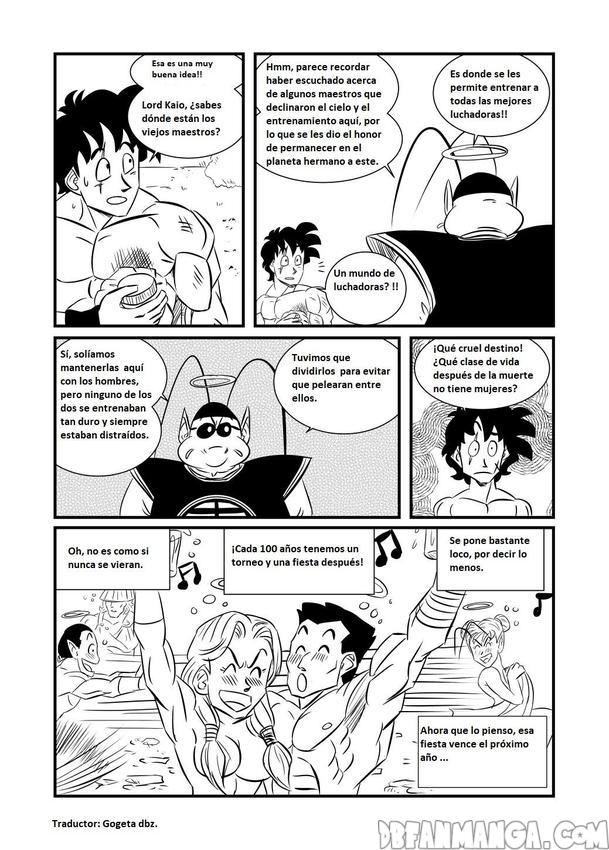 Esa es una muy
buena idea!!
Lord Kaio, ¿sabes
dónde están los
viejos maestros?
Hmm, parece recordar
haber escuchado acerca
de algunos maestros que
declinaron el cielo y el
entrenamiento aquí, por
lo que se les dio el honor
de permanecer en el
planeta hermano a este.
Es donde se les
permite entrenar a
todas las mejores
luchadoras!!
Un mundo de
luchadoras? !!
Sí, solíamos
mantenerlas aquí
con los hombres,
pero ninguno de los
dos se entrenaban
tan duro y siempre
estaban distraídos.
Tuvimos que
dividirlos para evitar
que pelearan entre
ellos.
¡Qué cruel destino!
¿Qué clase de vida
después de la muerte
no tiene mujeres?
Oh, no es como si
nunca se vieran.
¡Cada 100 años tenemos un
torneo y una fiesta después!
Se pone bastante
loco, por decir lo
menos.
Ahora que lo pienso, esa
fiesta vence el próximo
año ...
Traductor: Gogeta dbz.
DBFANMANGA.COM